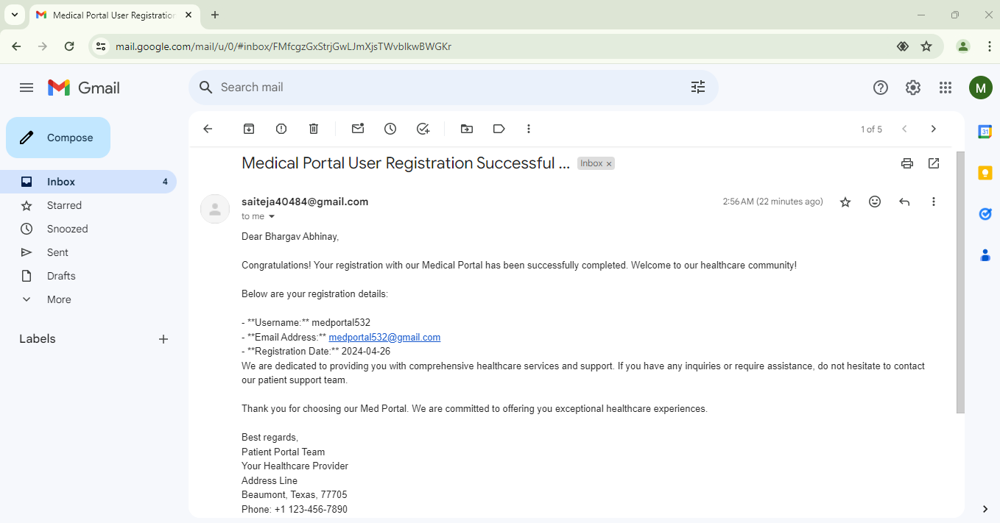 Medical Portal User Registration
mail.google.com/mail/u/0/#inbox/FMfcgzGxStrjGwLJmXjsTWvblkwBWGKr
Gmail
Search mail
M
Compose
1 of 5
31
Medical Portal User Registration Successful ...
Inbox ×
Inbox 4
Starred
Snoozed
Sent
Drafts
More
Labels
saiteja40484@gmail.com
2:56 AM (22 minutes ago)
to me
Dear Bhargav Abhinay,
Congratulations! Your registration with our Medical Portal has been successfully completed. Welcome to our healthcare community!
Below are your registration details:
- **Username:** medportal532
- **Email Address:** medportal532@gmail.com
- **Registration Date:** 2024-04-26
We are dedicated to providing you with comprehensive healthcare services and support. If you have any inquiries or require assistance, do not hesitate to contact
our patient support team.
Thank you for choosing our Med Portal. We are committed to offering you exceptional healthcare experiences.
Best regards,
Patient Portal Team
Your Healthcare Provider
Address Line
Beaumont, Texas, 77705
Phone: +1 123-456-7890